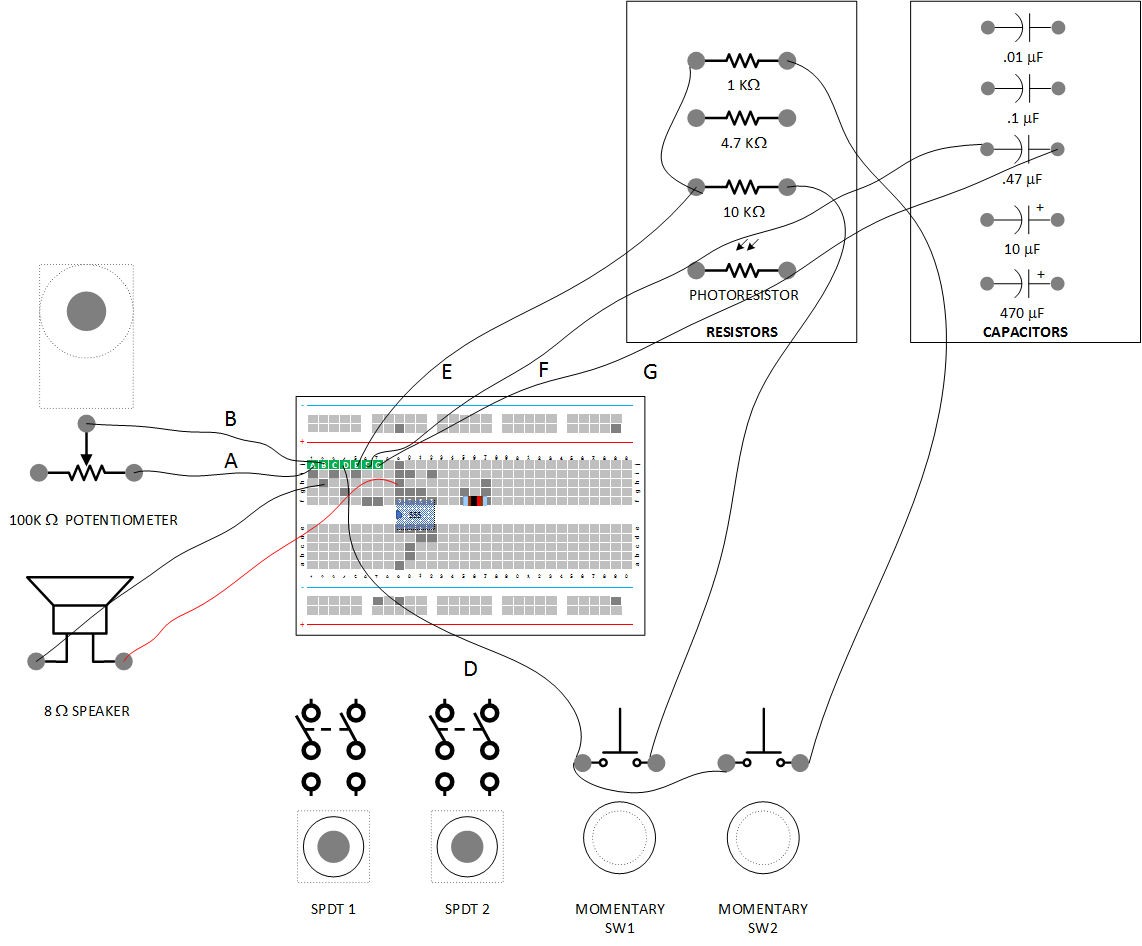 1 KΩ
4.7 KΩ
10 KΩ
PHOTORESISTOR
RESISTORS
.01 µF
.1 µF
.47 µF
+
10 µF
+
470 µF
CAPACITORS
E
F
G
B
A
100K Ω POTENTIOMETER
A B C D E F G
555
8 Ω SPEAKER
D
SPDT 1
SPDT 2
MOMENTARY
SW1
MOMENTARY
SW2